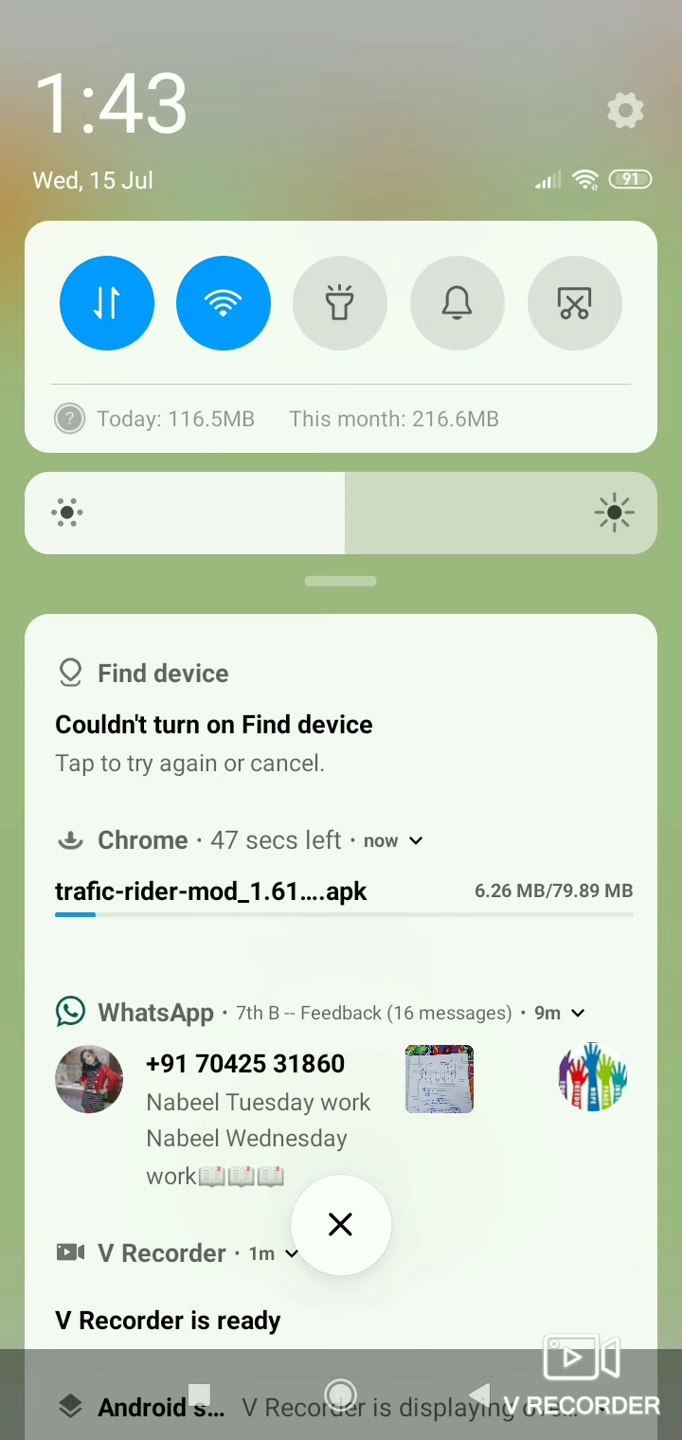 1:43
Wed, 15 Jul
91
Today: 116.5MB This month: 216.6MB
Find device
Couldn't turn on Find device
Tap to try again or cancel.
Chrome · 47 secs left · now
trafic-rider-mod_1.61....apk 6.26 MB/79.89 MB
WhatsApp · 7th B -- Feedback (16 messages) · 9m
+91 70425 31860
Nabeel Tuesday work
Nabeel Wednesday
work📖📖📖
V Recorder · 1m
V Recorder is ready
V RECORDER
Android s... V Recorder is displaying